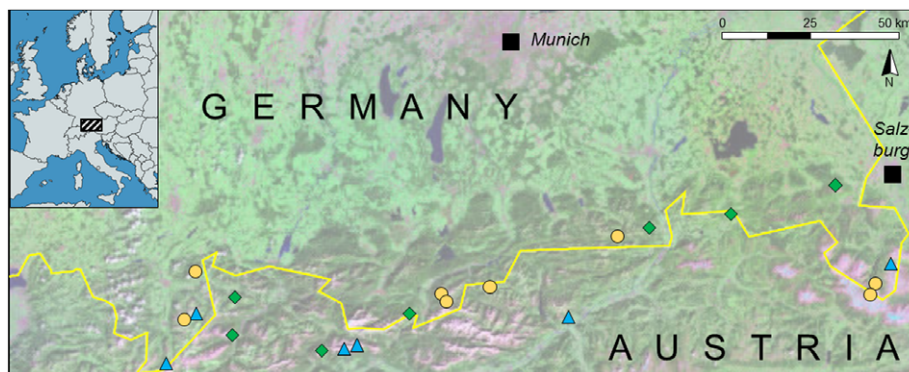 0 25 50 km
Munich
N
GERMANY
Salz
burg
AUSTRIA